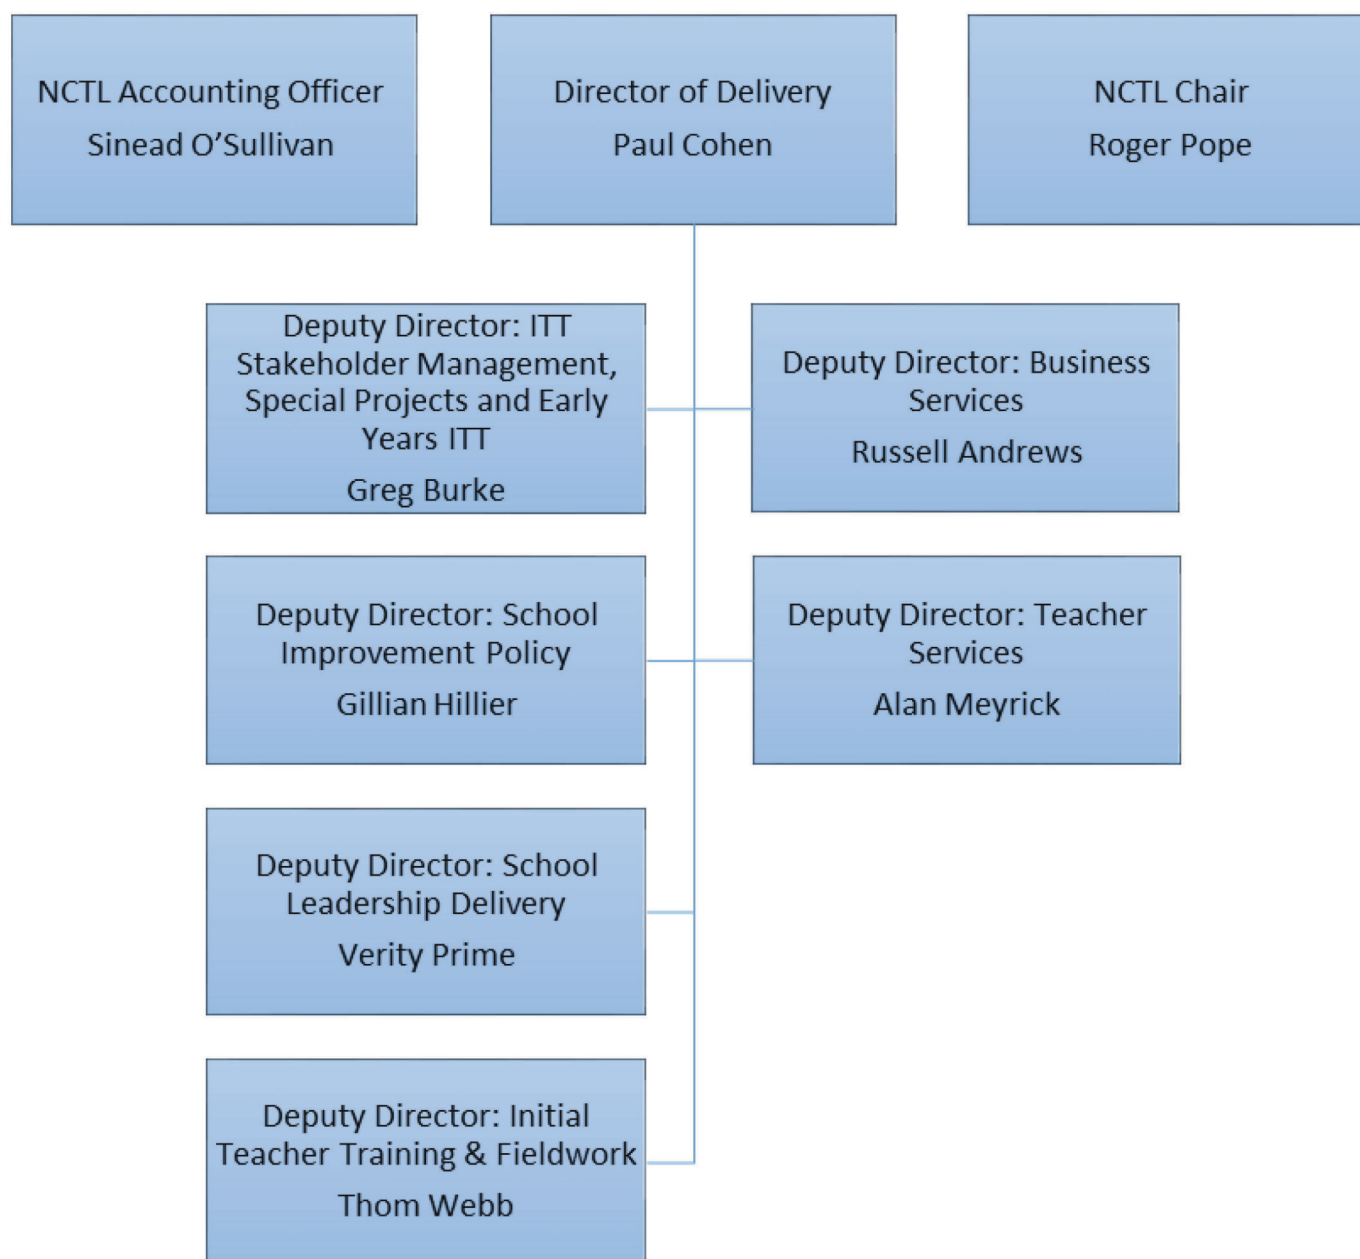 NCTL Accounting Officer
Sinead O’Sullivan
Director of Delivery
Paul Cohen
NCTL Chair
Roger Pope
Deputy Director: ITT
Stakeholder Management,
Special Projects and Early
Years ITT
Greg Burke
Deputy Director: Business
Services
Russell Andrews
Deputy Director: School
Improvement Policy
Gillian Hillier
Deputy Director: Teacher
Services
Alan Meyrick
Deputy Director: School
Leadership Delivery
Verity Prime
Deputy Director: Initial
Teacher Training & Fieldwork
Thom Webb